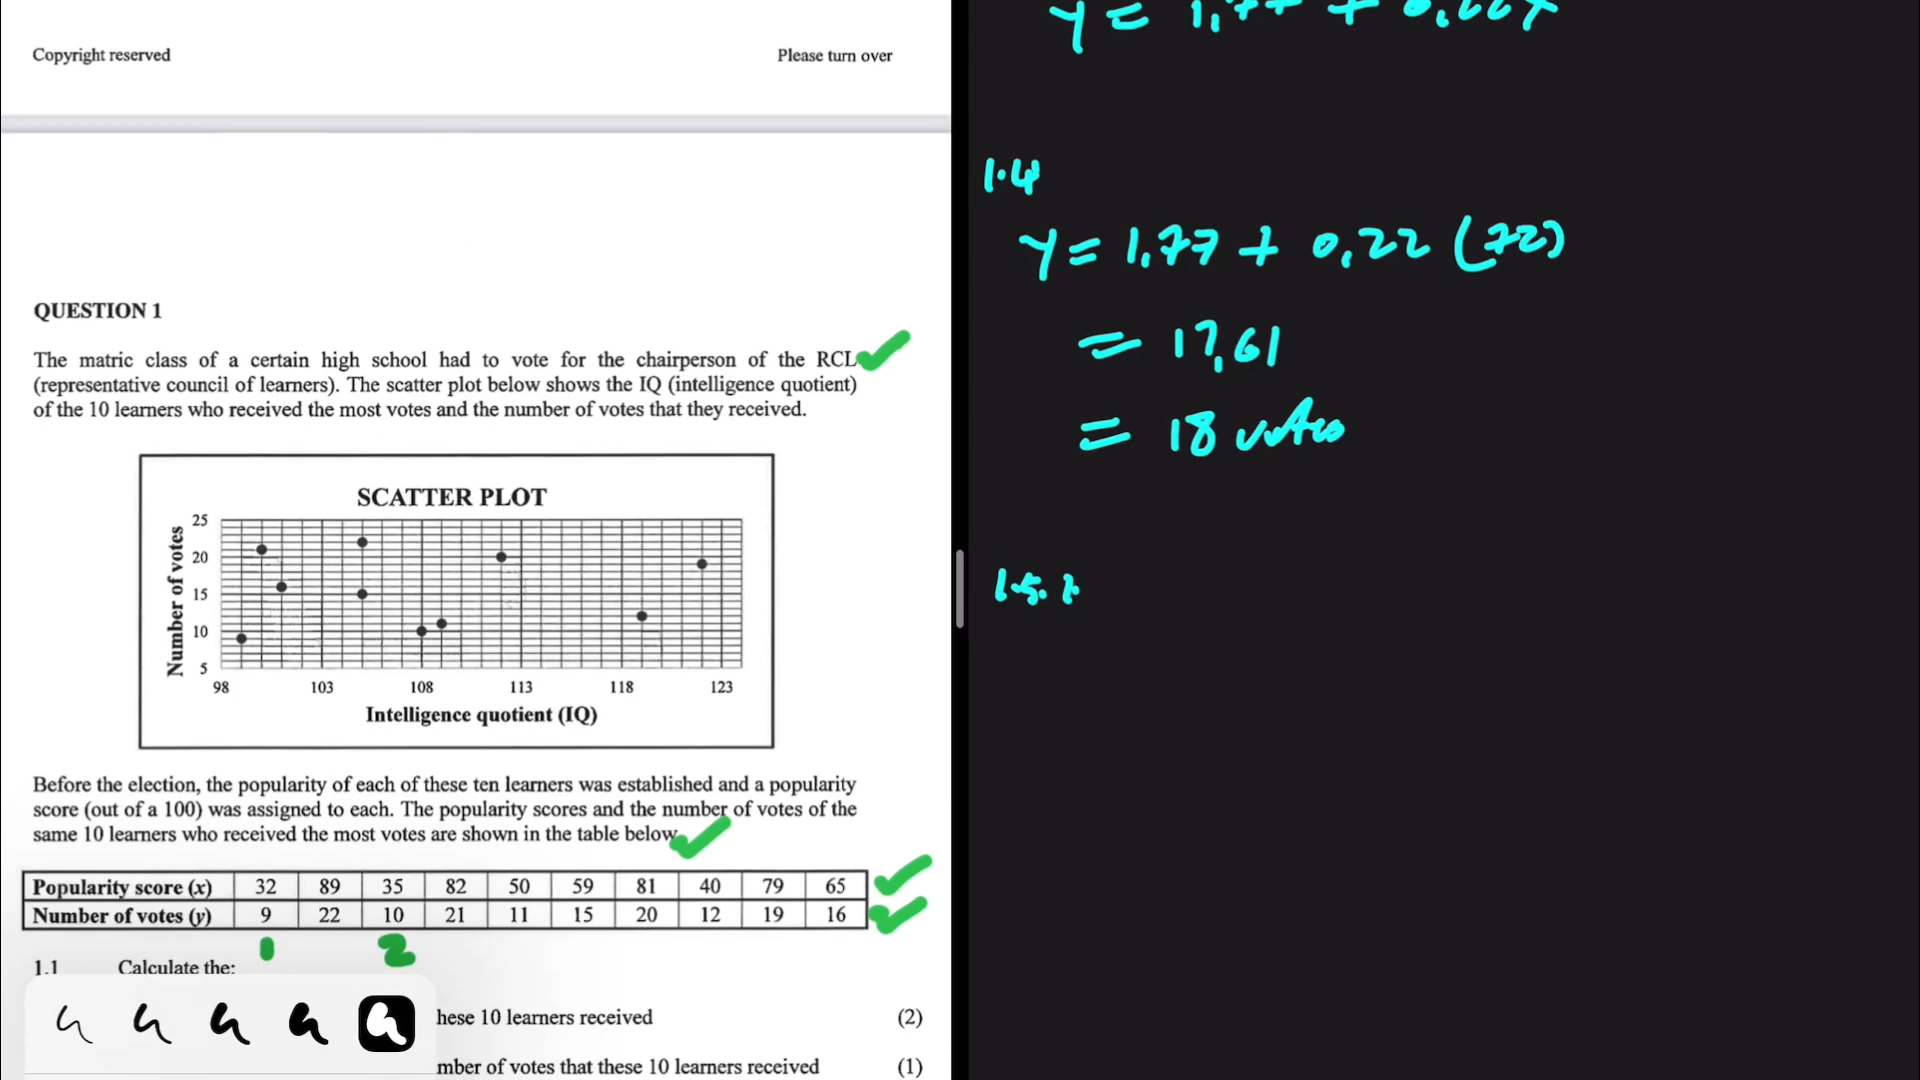 Copyright reserved
Please turn over
QUESTION 1
The matric class of a certain high school had to vote for the chairperson of the RCL
(representative council of learners). The scatter plot below shows the IQ (intelligence quotient)
of the 10 learners who received the most votes and the number of votes that they received.
SCATTER PLOT
Number of votes
25
20
15
10
5
98 103 108 113 118 123
Intelligence quotient (IQ)
Before the election, the popularity of each of these ten learners was established and a popularity
score (out of a 100) was assigned to each. The popularity scores and the number of votes of the
same 10 learners who received the most votes are shown in the table below
Popularity score (x) 32 89 35 82 50 59 81 40 79 65
Number of votes (y) 9 22 10 21 11 15 20 12 19 16
1 2
1.1 Calculate the:
hese 10 learners received (2)
mber of votes that these 10 learners received (1)
y = 1,77 + 0,22x
1.4
y = 1,77 + 0,22 (72)
= 17,61
= 18 votes
1.5.1.